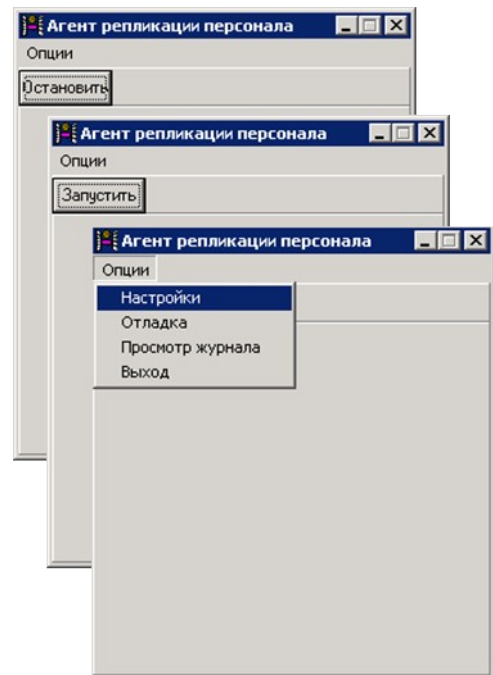 Агент репликации персонала
Опции
Остановить
Агент репликации персонала
Опции
Запустить
Агент репликации персонала
Опции
Настройки
Отладка
Просмотр журнала
Выход